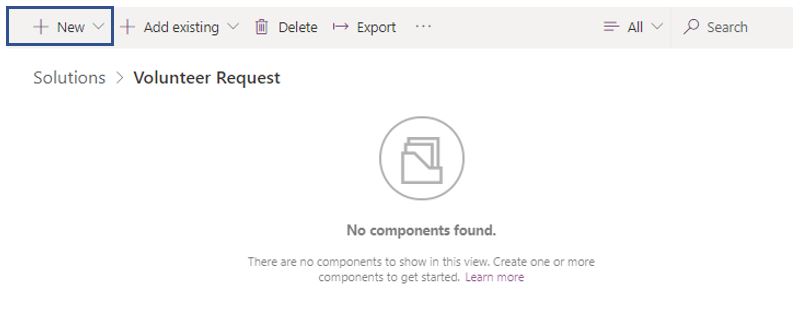 New Add existing Delete Export ··· All Search
Solutions > Volunteer Request
No components found.
There are no components to show in this view. Create one or more
components to get started. Learn more